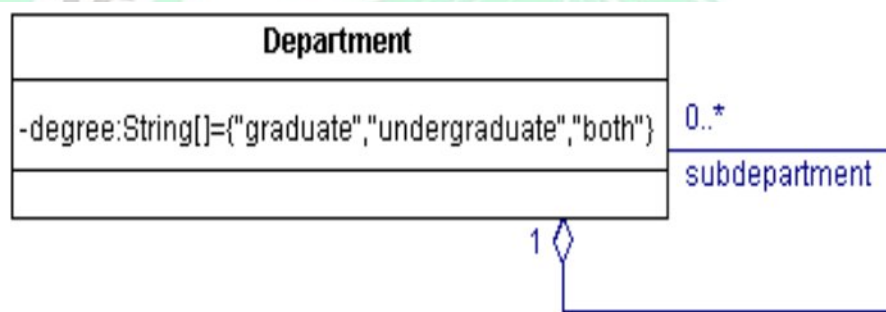 Department
-degree:String[]={"graduate","undergraduate","both"}
0..*
subdepartment
1